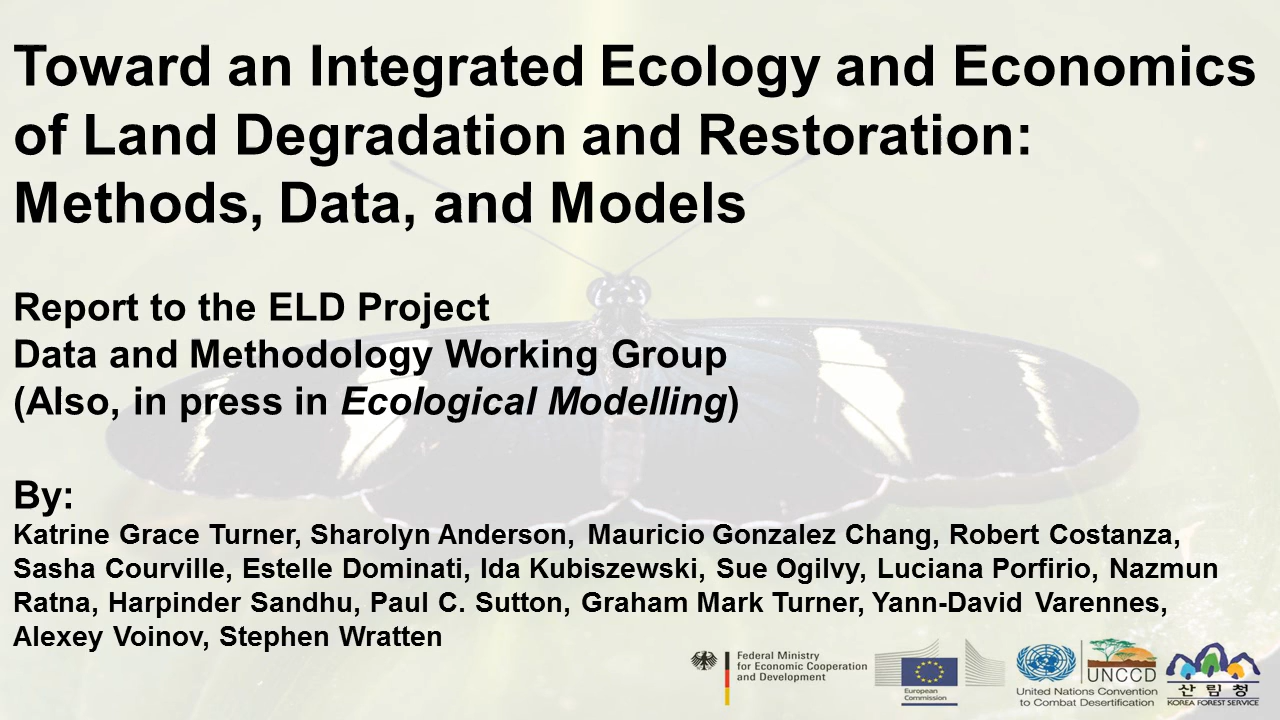 Toward an Integrated Ecology and Economics
of Land Degradation and Restoration:
Methods, Data, and Models
Report to the ELD Project
Data and Methodology Working Group
(Also, in press in Ecological Modelling)
By:
Katrine Grace Turner, Sharolyn Anderson, Mauricio Gonzalez Chang, Robert Costanza,
Sasha Courville, Estelle Dominati, Ida Kubiszewski, Sue Ogilvy, Luciana Porfirio, Nazmun
Ratna, Harpinder Sandhu, Paul C. Sutton, Graham Mark Turner, Yann-David Varennes,
Alexey Voinov, Stephen Wratten
Federal Ministry
for Economic Cooperation
and Development
European
Commission
UNCCD
United Nations Convention
to Combat Desertification
산림청
KOREA FOREST SERVICE